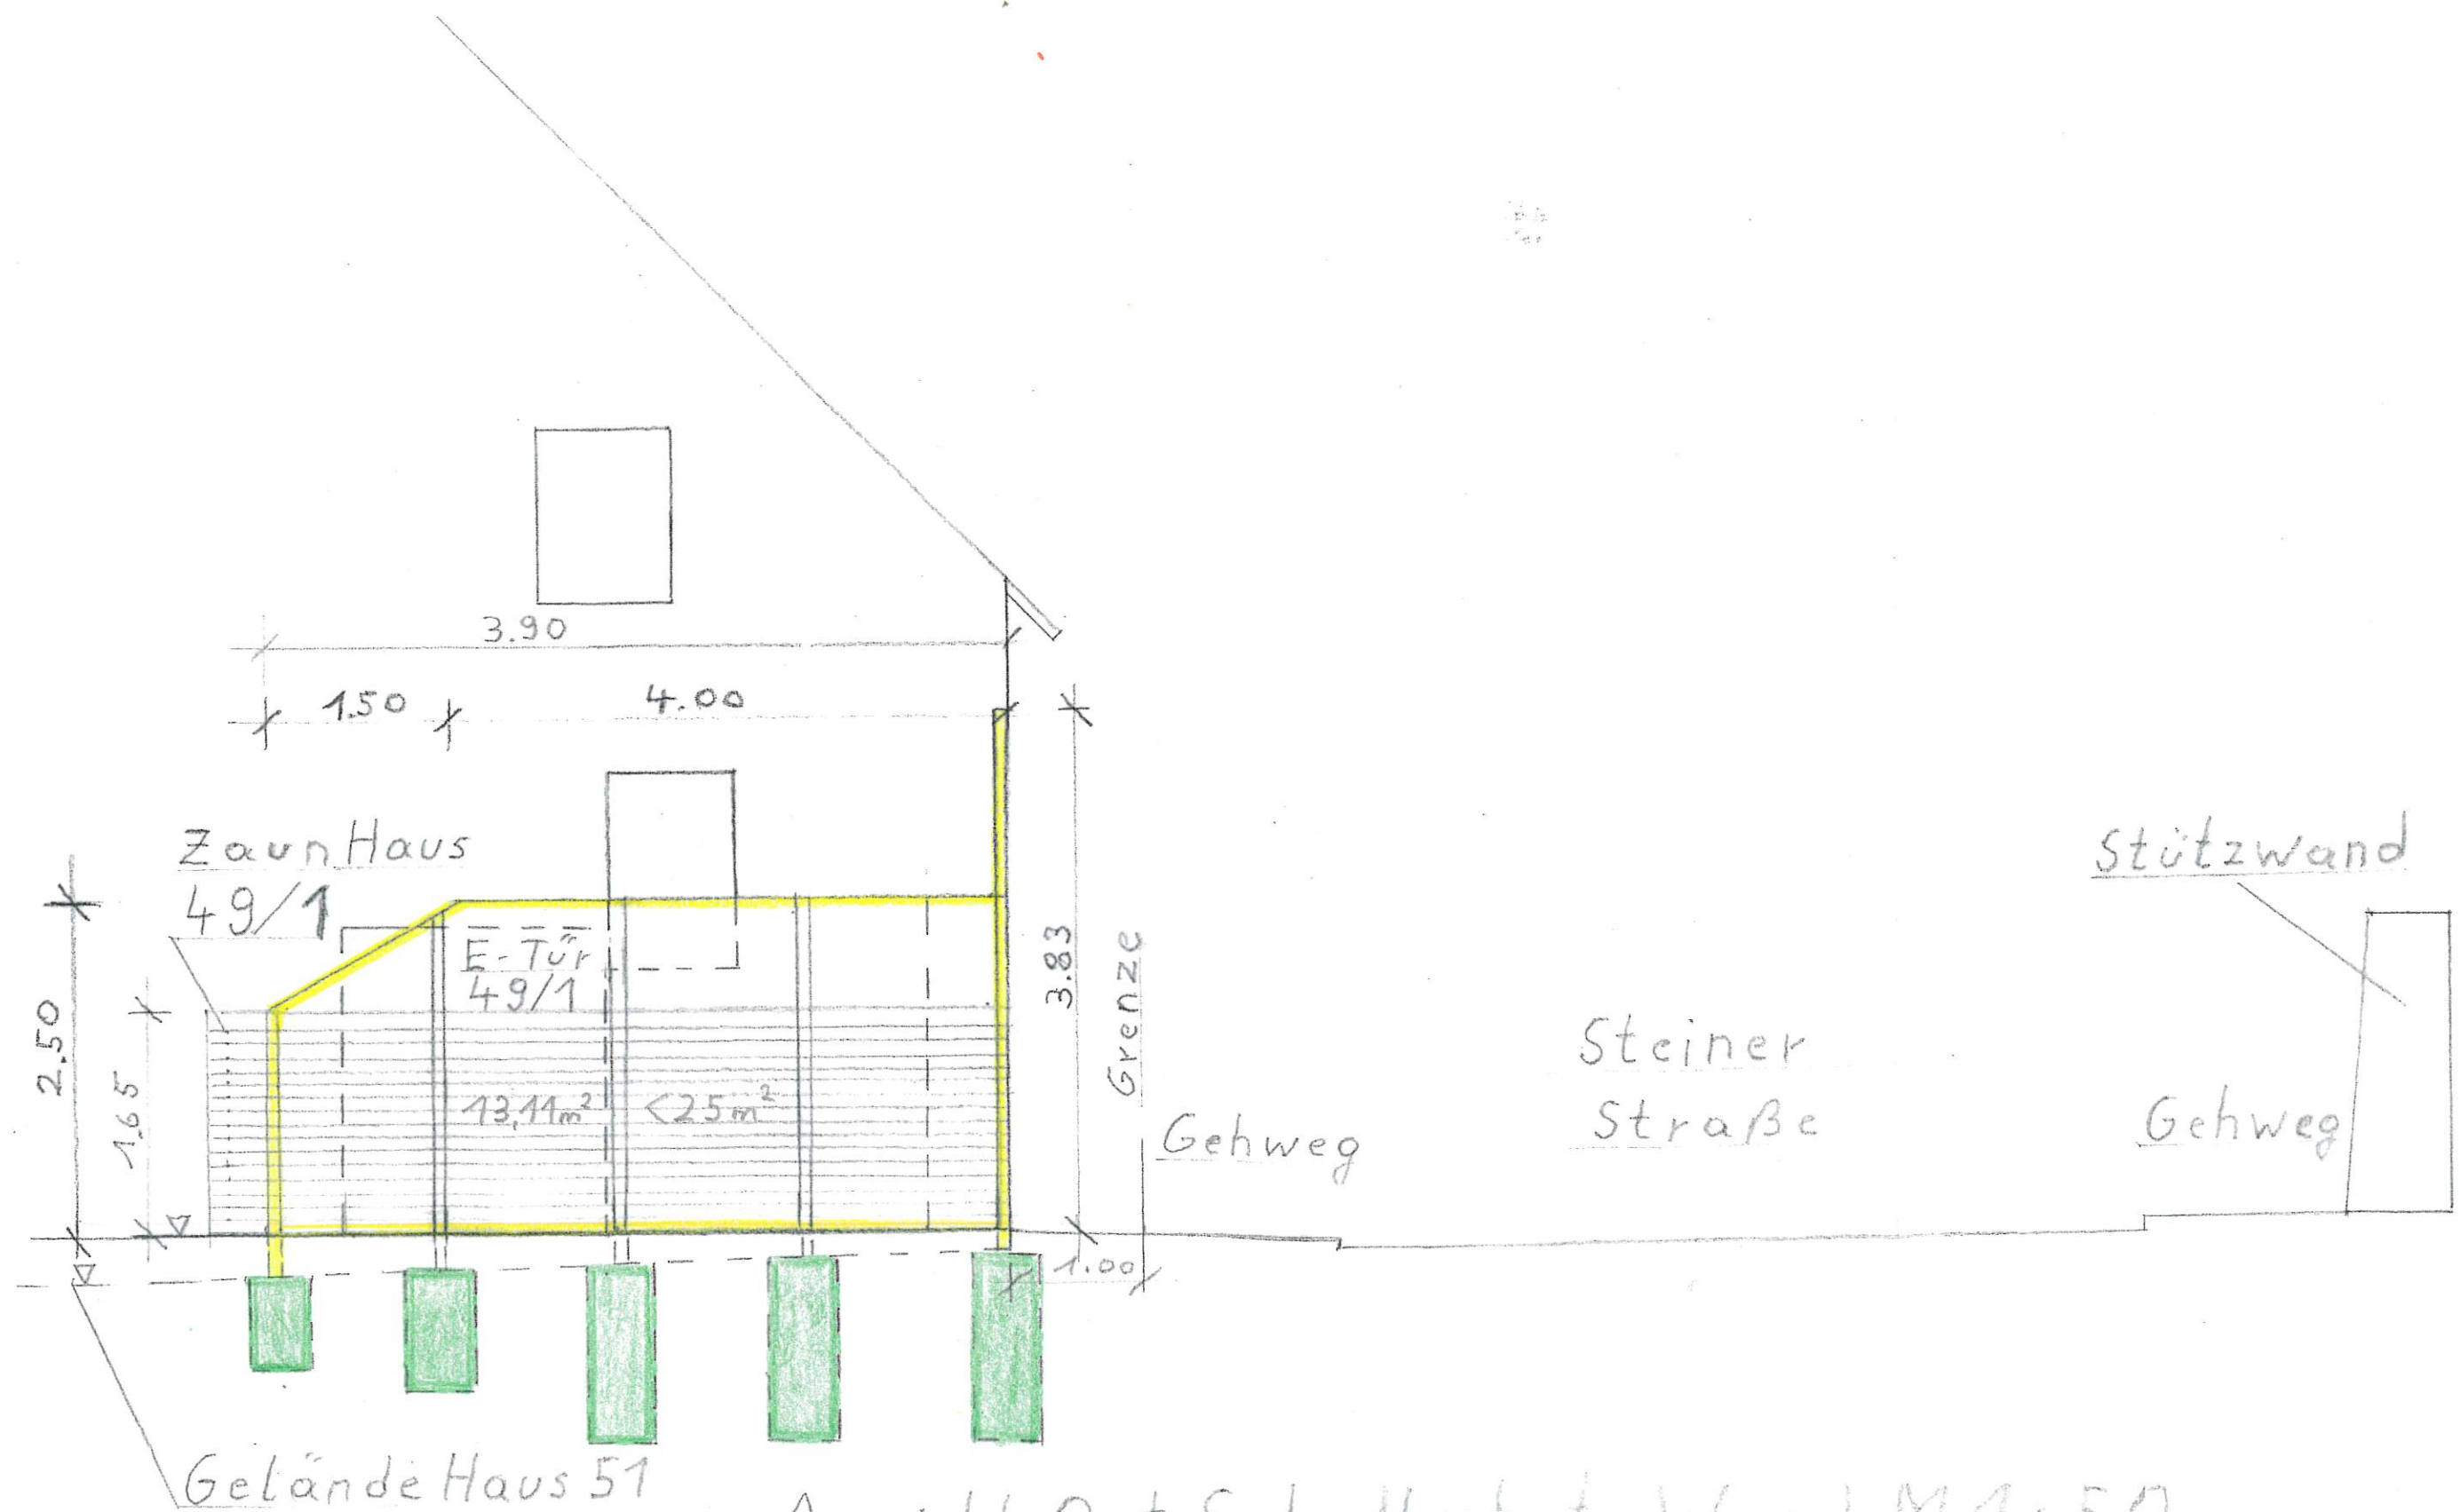 3.90
1.50
4.00
Zaun Haus
49/1
Stützwand
E-Tür
49/1
2.50
1.65
3.83
Grenze
13,11m² <25m²
Steiner
Straße
Gehweg
Gehweg
1.00
Gelände Haus 51